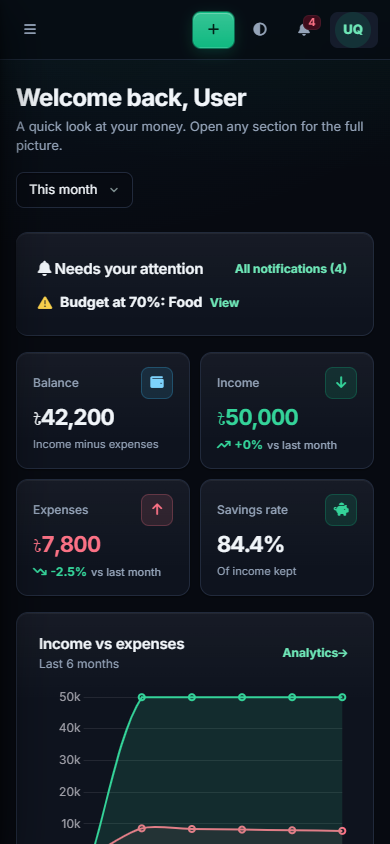 +
4
UQ
Welcome back, User
A quick look at your money. Open any section for the full
picture.
This month
Needs your attention
All notifications (4)
Budget at 70%: Food View
Balance
৳42,200
Income minus expenses
Income
৳50,000
+0% vs last month
Expenses
৳7,800
-2.5% vs last month
Savings rate
84.4%
Of income kept
Income vs expenses
Last 6 months
Analytics→
50k
40k
30k
20k
10k